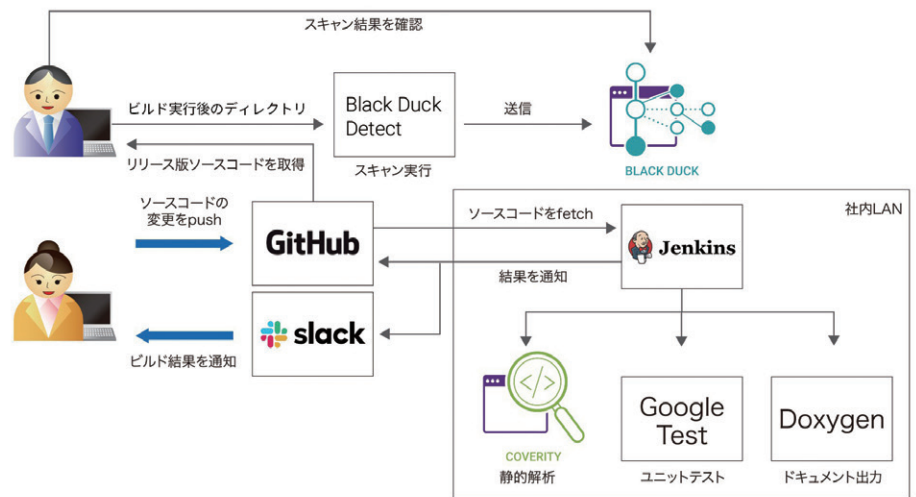 スキャン結果を確認
ビルド実行後のディレクトリ
Black Duck
Detect
送信
スキャン実行
BLACK DUCK
リリース版ソースコードを取得
ソースコードの
変更をpush
GitHub
ソースコードをfetch
社内LAN
Jenkins
結果を通知
slack
ビルド結果を通知
</>
COVERITY
静的解析
Google
Test
ユニットテスト
Doxygen
ドキュメント出力